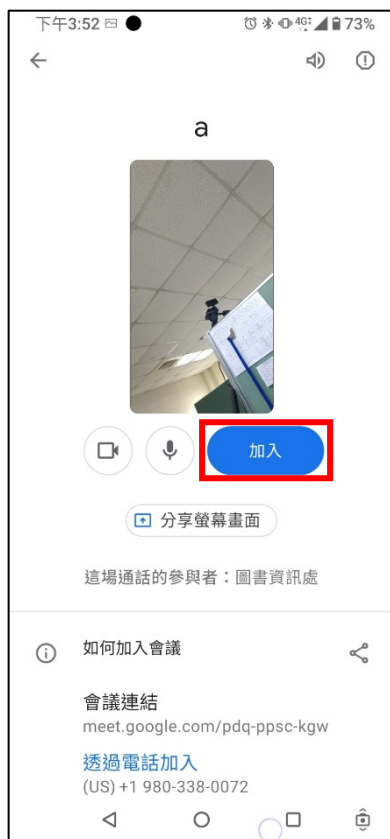 下午3:52 73%
4G
a
加入
分享螢幕畫面
這場通話的參與者：圖書資訊處
如何加入會議
會議連結
meet.google.com/pdq-ppsc-kgw
透過電話加入
(US) +1 980-338-0072